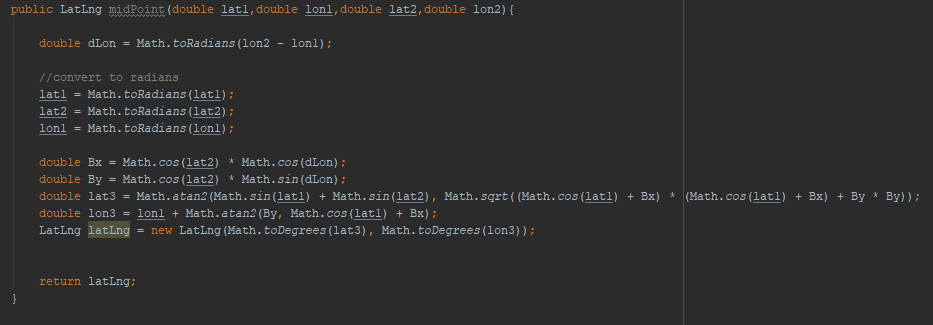 public LatLng midPoint(double lat1,double lon1,double lat2,double lon2){
double dLon = Math.toRadians(lon2 - lon1);
//convert to radians
lat1 = Math.toRadians(lat1);
lat2 = Math.toRadians(lat2);
lon1 = Math.toRadians(lon1);
double Bx = Math.cos(lat2) * Math.cos(dLon);
double By = Math.cos(lat2) * Math.sin(dLon);
double lat3 = Math.atan2(Math.sin(lat1) + Math.sin(lat2), Math.sqrt((Math.cos(lat1) + Bx) * (Math.cos(lat1) + Bx) + By * By));
double lon3 = lon1 + Math.atan2(By, Math.cos(lat1) + Bx);
LatLng latLng = new LatLng(Math.toDegrees(lat3), Math.toDegrees(lon3));
return latLng;
}